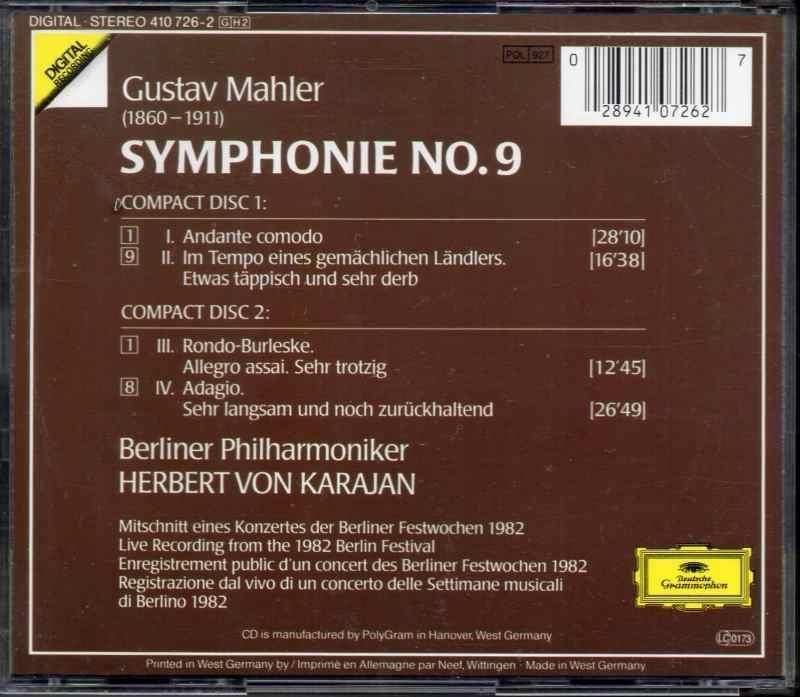 DIGITAL · STEREO 410 726-2 GH2
DIGITAL
RECORDING
POL 927
0 28941 07262 7
Gustav Mahler
(1860–1911)
SYMPHONIE NO. 9
COMPACT DISC 1:
1 I. Andante comodo [28'10]
9 II. Im Tempo eines gemächlichen Ländlers. [16'38]
Etwas täppisch und sehr derb
COMPACT DISC 2:
1 III. Rondo-Burleske.
Allegro assai. Sehr trotzig [12'45]
8 IV. Adagio.
Sehr langsam und noch zurückhaltend [26'49]
Berliner Philharmoniker
HERBERT VON KARAJAN
Mitschnitt eines Konzertes der Berliner Festwochen 1982
Live Recording from the 1982 Berlin Festival
Enregistrement public d'un concert des Berliner Festwochen 1982
Registrazione dal vivo di un concerto delle Settimane musicali
di Berlino 1982
Deutsche
Grammophon
CD is manufactured by PolyGram in Hanover, West Germany
LC 0173
Printed in West Germany by / Imprimé en Allemagne par Neef, Wittingen · Made in West Germany